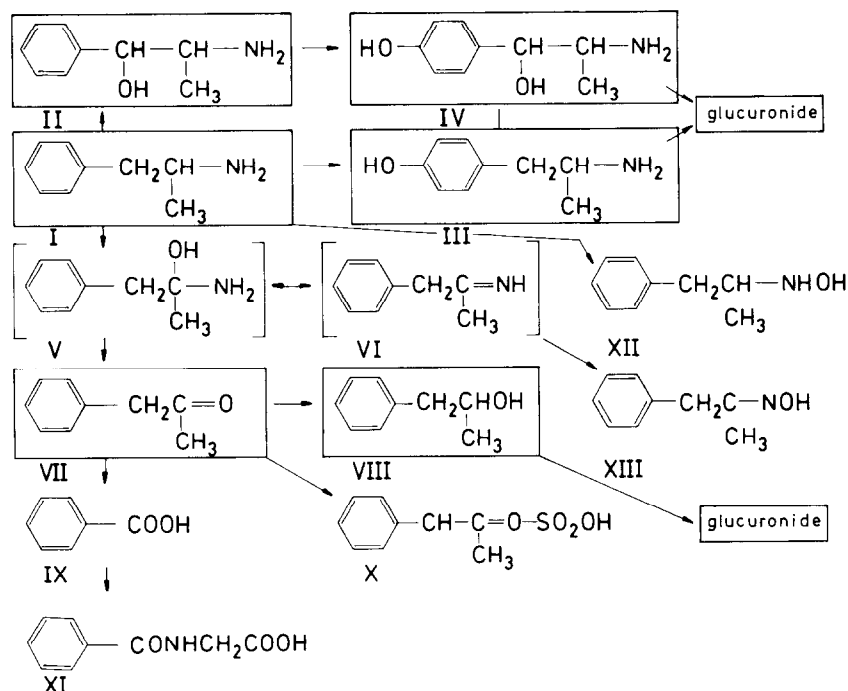 CH—CH—NH₂
OH CH₃
II
HO CH—CH—NH₂
OH CH₃
IV
glucuronide
CH₂CH—NH₂
CH₃
I
HO CH₂CH—NH₂
CH₃
III
OH
CH₂C—NH₂
CH₃
V
CH₂C=NH
CH₃
VI
CH₂CH—NHOH
CH₃
XII
CH₂C=O
CH₃
VII
CH₂CHOH
CH₃
VIII
CH₂C—NOH
CH₃
XIII
COOH
IX
CH—C=O—SO₂OH
CH₃
X
glucuronide
CONHCH₂COOH
XI